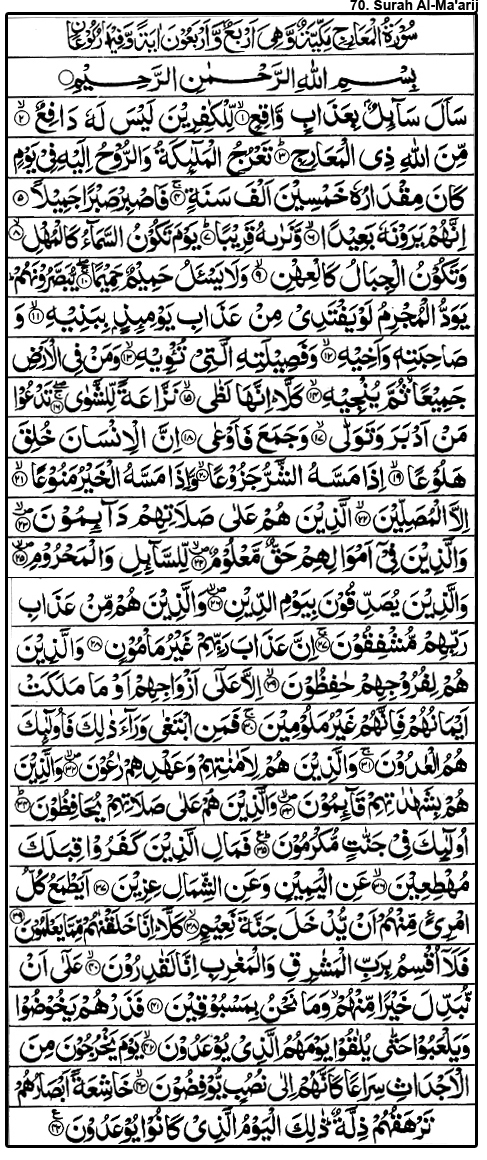 70. Surah Al-Ma'arij
سُوْرَةُ الْمَعَارِجِ مَكِّيَّةٌ وَّهِيَ اَرْبَعٌ وَّاَرْبَعُوْنَ اٰيَةً وَّفِيْهَا رُكُوْعَانِ
بِسْمِ اللّٰهِ الرَّحْمٰنِ الرَّحِيْمِ
سَاَلَ سَآئِلٌۢ بِعَذَابٍ وَّاقِعٍ ۙ‏﴿۱﴾ لِّلْكٰفِرِيْنَ لَيْسَ لَهٗ دَافِعٌ ۙ‏﴿۲﴾
مِّنَ اللّٰهِ ذِى الْمَعَارِجِ ؕ‏﴿۳﴾ تَعْرُجُ الْمَلٰٓئِكَةُ وَالرُّوْحُ اِلَيْهِ فِيْ يَوْمٍ
كَانَ مِقْدَارُهٗ خَمْسِيْنَ اَلْفَ سَنَةٍ ۚ‏﴿۴﴾ فَاصْبِرْ صَبْرًا جَمِيْلًا ﴿۵﴾
اِنَّهُمْ يَرَوْنَهٗ بَعِيْدًا ۙ‏﴿۶﴾ وَّنَرٰىهُ قَرِيْبًا ؕ‏﴿۷﴾ يَوْمَ تَكُوْنُ السَّمَآءُ كَالْمُهْلِ ۙ‏﴿۸﴾
وَتَكُوْنُ الْجِبَالُ كَالْعِهْنِ ۙ‏﴿۹﴾ وَلَا يَسْئَلُ حَمِيْمٌ حَمِيْمًا ۚ‏﴿۱۰﴾ يُّبَصَّرُوْنَهُمْ
يَوَدُّ الْمُجْرِمُ لَوْ يَفْتَدِيْ مِنْ عَذَابِ يَوْمِئِذٍۢ بِبَنِيْهِ ۙ‏﴿۱۱﴾ وَ
صَاحِبَتِهٖ وَاَخِيْهِ ۙ‏﴿۱۲﴾ وَفَصِيْلَتِهِ الَّتِيْ تُئْوِيْهِ ۙ‏﴿۱۳﴾ وَمَنْ فِى الْاَرْضِ
جَمِيْعًا ۙ ثُمَّ يُنْجِيْهِ ۙ‏﴿۱۴﴾ كَلَّا ؕ اِنَّهَا لَظٰى ۙ‏﴿۱۵﴾ نَزَّاعَةً لِّلشَّوٰى ۚ‏﴿۱۶﴾ تَدْعُوْا
مَنْ اَدْبَرَ وَتَوَلّٰى ۙ‏﴿۱۷﴾ وَجَمَعَ فَاَوْعٰى ﴿۱۸﴾ اِنَّ الْاِنْسَانَ خُلِقَ
هَلُوْعًا ۙ‏﴿۱۹﴾ اِذَا مَسَّهُ الشَّرُّ جَزُوْعًا ۙ‏﴿۲۰﴾ وَّاِذَا مَسَّهُ الْخَيْرُ مَنُوْعًا ۙ‏﴿۲۱﴾
اِلَّا الْمُصَلِّيْنَ ۙ‏﴿۲۲﴾ الَّذِيْنَ هُمْ عَلٰى صَلَاتِهِمْ دَآئِمُوْنَ ۙ‏﴿۲۳﴾
وَالَّذِيْنَ فِيْٓ اَمْوَالِهِمْ حَقٌّ مَّعْلُوْمٌ ۙ‏﴿۲۴﴾ لِّلسَّآئِلِ وَالْمَحْرُوْمِ ۙ‏﴿۲۵﴾
وَالَّذِيْنَ يُصَدِّقُوْنَ بِيَوْمِ الدِّيْنِ ۙ‏﴿۲۶﴾ وَالَّذِيْنَ هُمْ مِّنْ عَذَابِ
رَبِّهِمْ مُّشْفِقُوْنَ ۚ‏﴿۲۷﴾ اِنَّ عَذَابَ رَبِّهِمْ غَيْرُ مَاْمُوْنٍ ﴿۲۸﴾ وَالَّذِيْنَ
هُمْ لِفُرُوْجِهِمْ حٰفِظُوْنَ ۙ‏﴿۲۹﴾ اِلَّا عَلٰٓى اَزْوَاجِهِمْ اَوْ مَا مَلَكَتْ
اَيْمَانُهُمْ فَاِنَّهُمْ غَيْرُ مَلُوْمِيْنَ ۚ‏﴿۳۰﴾ فَمَنِ ابْتَغٰى وَرَآءَ ذٰلِكَ فَاُولٰٓئِكَ
هُمُ الْعٰدُوْنَ ۚ‏﴿۳۱﴾ وَالَّذِيْنَ هُمْ لِاَمٰنٰتِهِمْ وَعَهْدِهِمْ رٰعُوْنَ ۙ‏﴿۳۲﴾ وَالَّذِيْنَ
هُمْ بِشَهٰدٰتِهِمْ قَآئِمُوْنَ ۙ‏﴿۳۳﴾ وَالَّذِيْنَ هُمْ عَلٰى صَلَاتِهِمْ يُحَافِظُوْنَ ؕ‏﴿۳۴﴾
اُولٰٓئِكَ فِيْ جَنّٰتٍ مُّكْرَمُوْنَ ؕ‏﴿۳۵﴾ فَمَالِ الَّذِيْنَ كَفَرُوْا قِبَلَكَ
مُهْطِعِيْنَ ۙ‏﴿۳۶﴾ عَنِ الْيَمِيْنِ وَعَنِ الشِّمَالِ عِزِيْنَ ﴿۳۷﴾ اَيَطْمَعُ كُلُّ
امْرِئٍ مِّنْهُمْ اَنْ يُّدْخَلَ جَنَّةَ نَعِيْمٍ ۙ‏﴿۳۸﴾ كَلَّا ؕ اِنَّا خَلَقْنٰهُمْ مِّمَّا يَعْلَمُوْنَ ﴿۳۹﴾
فَلَآ اُقْسِمُ بِرَبِّ الْمَشٰرِقِ وَالْمَغٰرِبِ اِنَّا لَقٰدِرُوْنَ ۙ‏﴿۴۰﴾ عَلٰٓى اَنْ
نُّبَدِّلَ خَيْرًا مِّنْهُمْ ۙ وَمَا نَحْنُ بِمَسْبُوْقِيْنَ ﴿۴۱﴾ فَذَرْهُمْ يَخُوْضُوْا
وَيَلْعَبُوْا حَتّٰى يُلٰقُوْا يَوْمَهُمُ الَّذِيْ يُوْعَدُوْنَ ۙ‏﴿۴۲﴾ يَوْمَ يَخْرُجُوْنَ مِنَ
الْاَجْدَاثِ سِرَاعًا كَاَنَّهُمْ اِلٰى نُصُبٍ يُّوْفِضُوْنَ ۙ‏﴿۴۳﴾ خَاشِعَةً اَبْصَارُهُمْ
تَرْهَقُهُمْ ذِلَّةٌ ؕ ذٰلِكَ الْيَوْمُ الَّذِيْ كَانُوْا يُوْعَدُوْنَ ﴿۴۴﴾